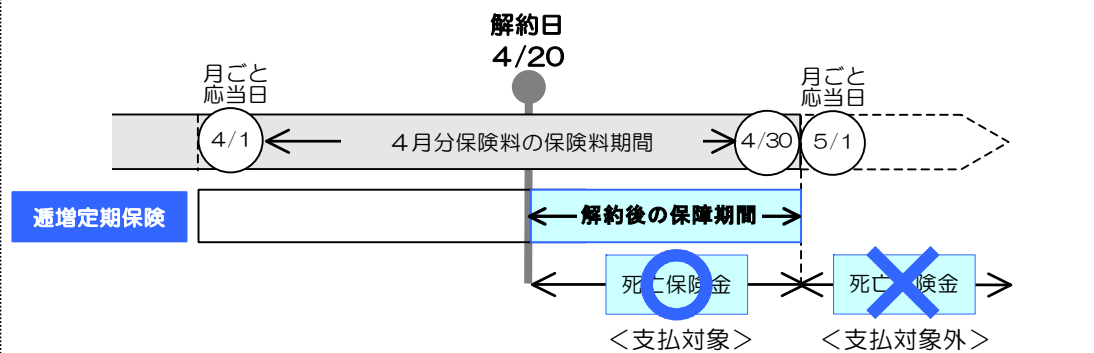 解約日
4/20
月ごと
応当日
月ごと
応当日
4/1
４月分保険料の保険料期間
4/30
5/1
逓増定期保険
解約後の保障期間
死亡保険金
死亡保険金
＜支払対象＞
＜支払対象外＞